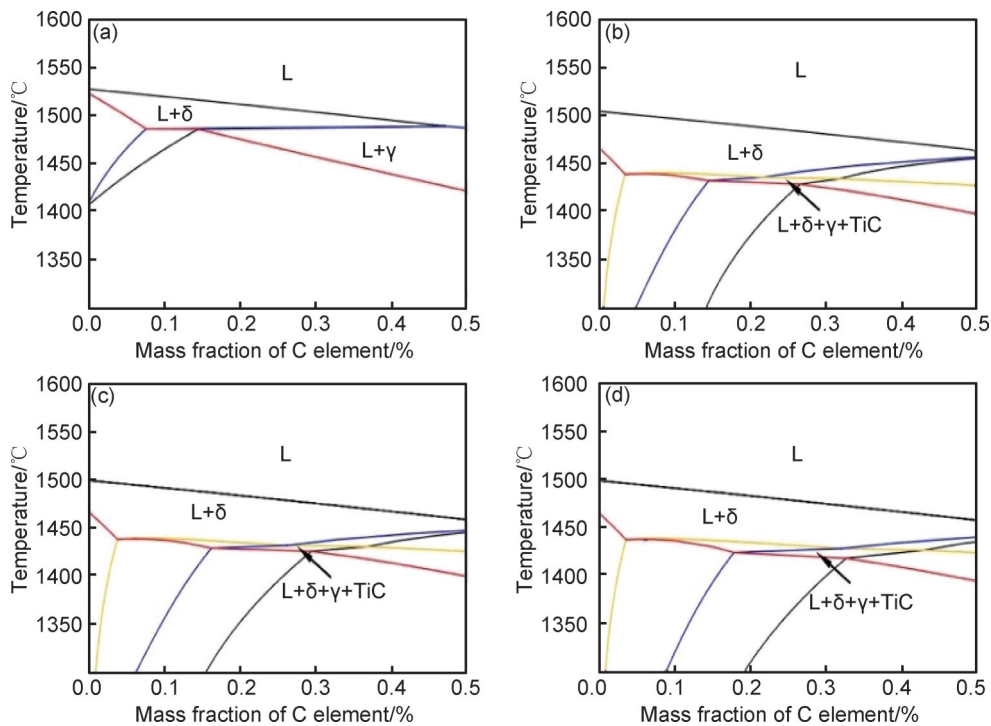 (a)
1600
1550
1500
1450
1400
1350
Temperature/℃
L
L+δ
L+γ
0.0 0.1 0.2 0.3 0.4 0.5
Mass fraction of C element/%
(b)
1600
1550
1500
1450
1400
1350
Temperature/℃
L
L+δ
L+δ+γ+TiC
0.0 0.1 0.2 0.3 0.4 0.5
Mass fraction of C element/%
(c)
1600
1550
1500
1450
1400
1350
Temperature/℃
L
L+δ
L+δ+γ+TiC
0.0 0.1 0.2 0.3 0.4 0.5
Mass fraction of C element/%
(d)
1600
1550
1500
1450
1400
1350
Temperature/℃
L
L+δ
L+δ+γ+TiC
0.0 0.1 0.2 0.3 0.4 0.5
Mass fraction of C element/%